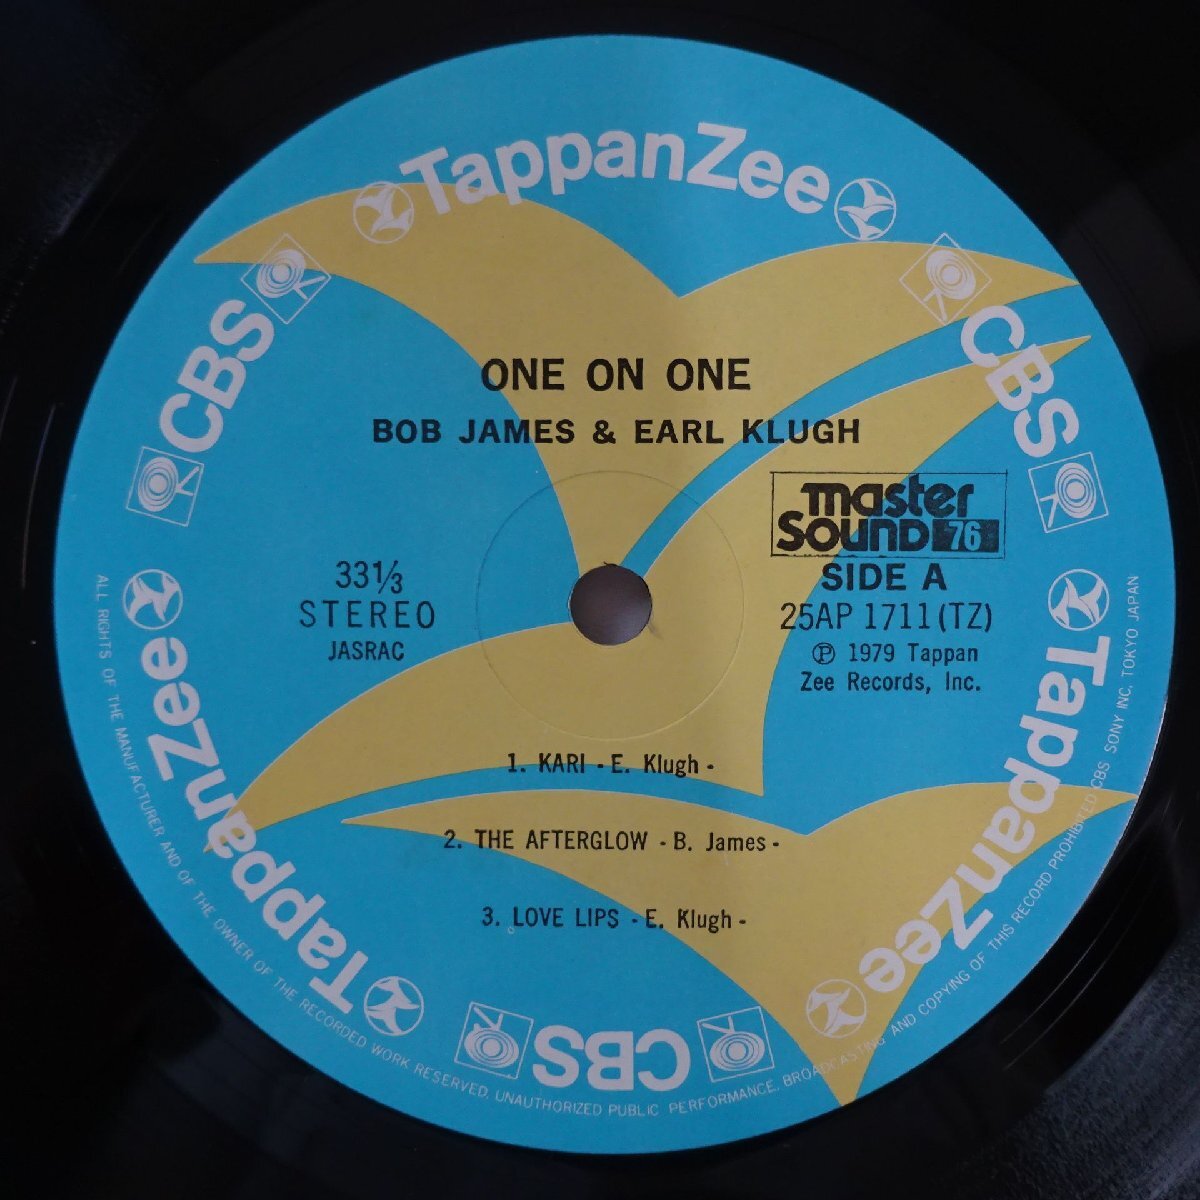 TappanZee
CBS
CBS
ONE ON ONE
BOB JAMES & EARL KLUGH
master
Sound 76
33⅓
STEREO
JASRAC
SIDE A
25AP 1711(TZ)
Ⓟ 1979 Tappan
Zee Records, Inc.
1. KARI - E. Klugh -
2. THE AFTERGLOW - B. James -
3. LOVE LIPS - E. Klugh -
TappanZee
TappanZee
CBS
ALL RIGHTS OF THE MANUFACTURER AND OF THE OWNER OF THE RECORDED WORK RESERVED. UNAUTHORIZED PUBLIC PERFORMANCE. BROADCASTING AND COPYING OF THIS RECORD PROHIBITED CBS SONY INC. TOKYO JAPAN